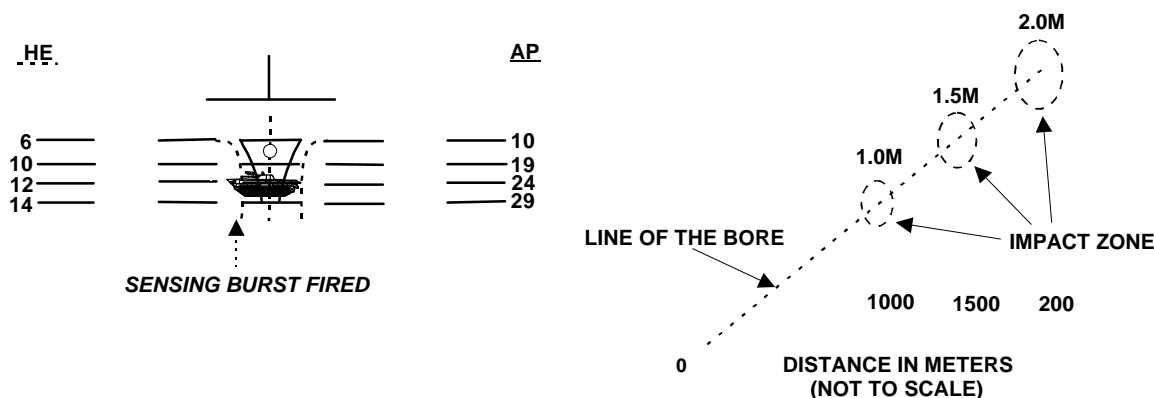 HE
AP
6
10
12
14
10
19
24
29
SENSING BURST FIRED
2.0M
1.5M
1.0M
LINE OF THE BORE
IMPACT ZONE
1000 1500 200
0
DISTANCE IN METERS
(NOT TO SCALE)